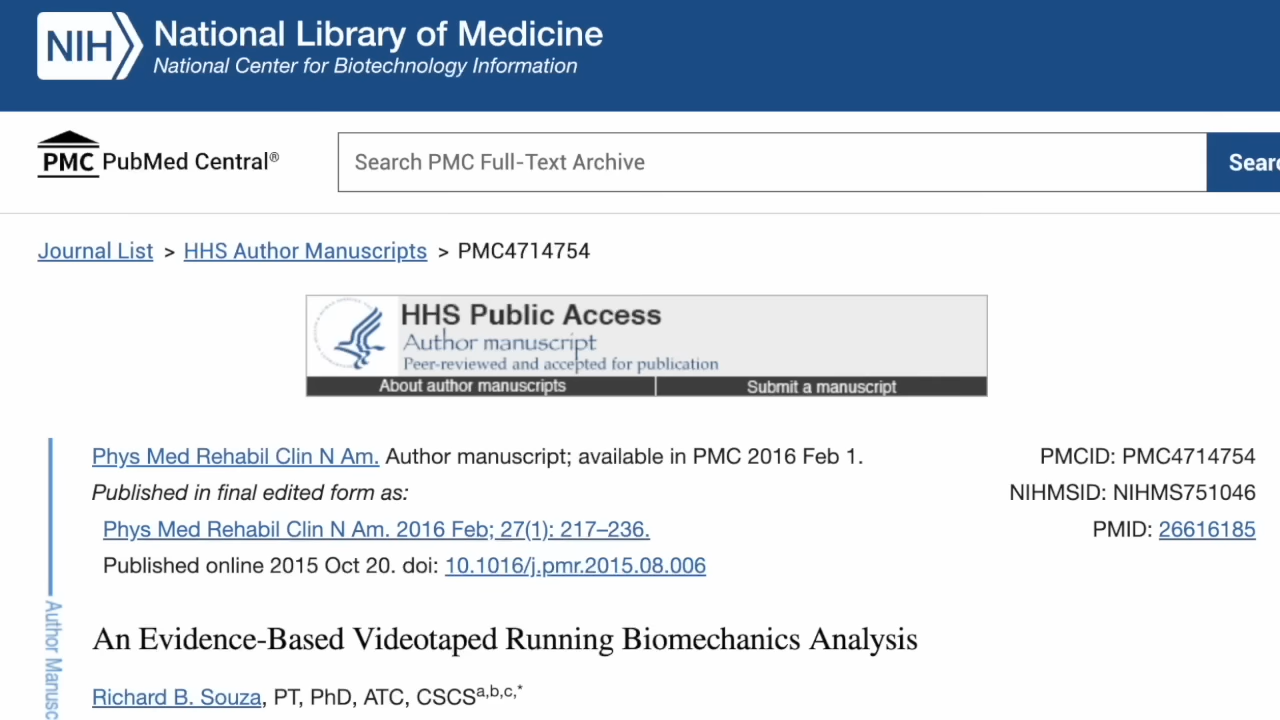 NIH National Library of Medicine
National Center for Biotechnology Information
PMC PubMed Central®
Search PMC Full-Text Archive
Sear
Journal List > HHS Author Manuscripts > PMC4714754
HHS Public Access
Author manuscript
Peer-reviewed and accepted for publication
About author manuscripts
Submit a manuscript
Phys Med Rehabil Clin N Am. Author manuscript; available in PMC 2016 Feb 1.
PMCID: PMC4714754
Published in final edited form as:
NIHMSID: NIHMS751046
Phys Med Rehabil Clin N Am. 2016 Feb; 27(1): 217–236.
PMID: 26616185
Published online 2015 Oct 20. doi: 10.1016/j.pmr.2015.08.006
Author Manusc
An Evidence-Based Videotaped Running Biomechanics Analysis
Richard B. Souza, PT, PhD, ATC, CSCSa,b,c,*